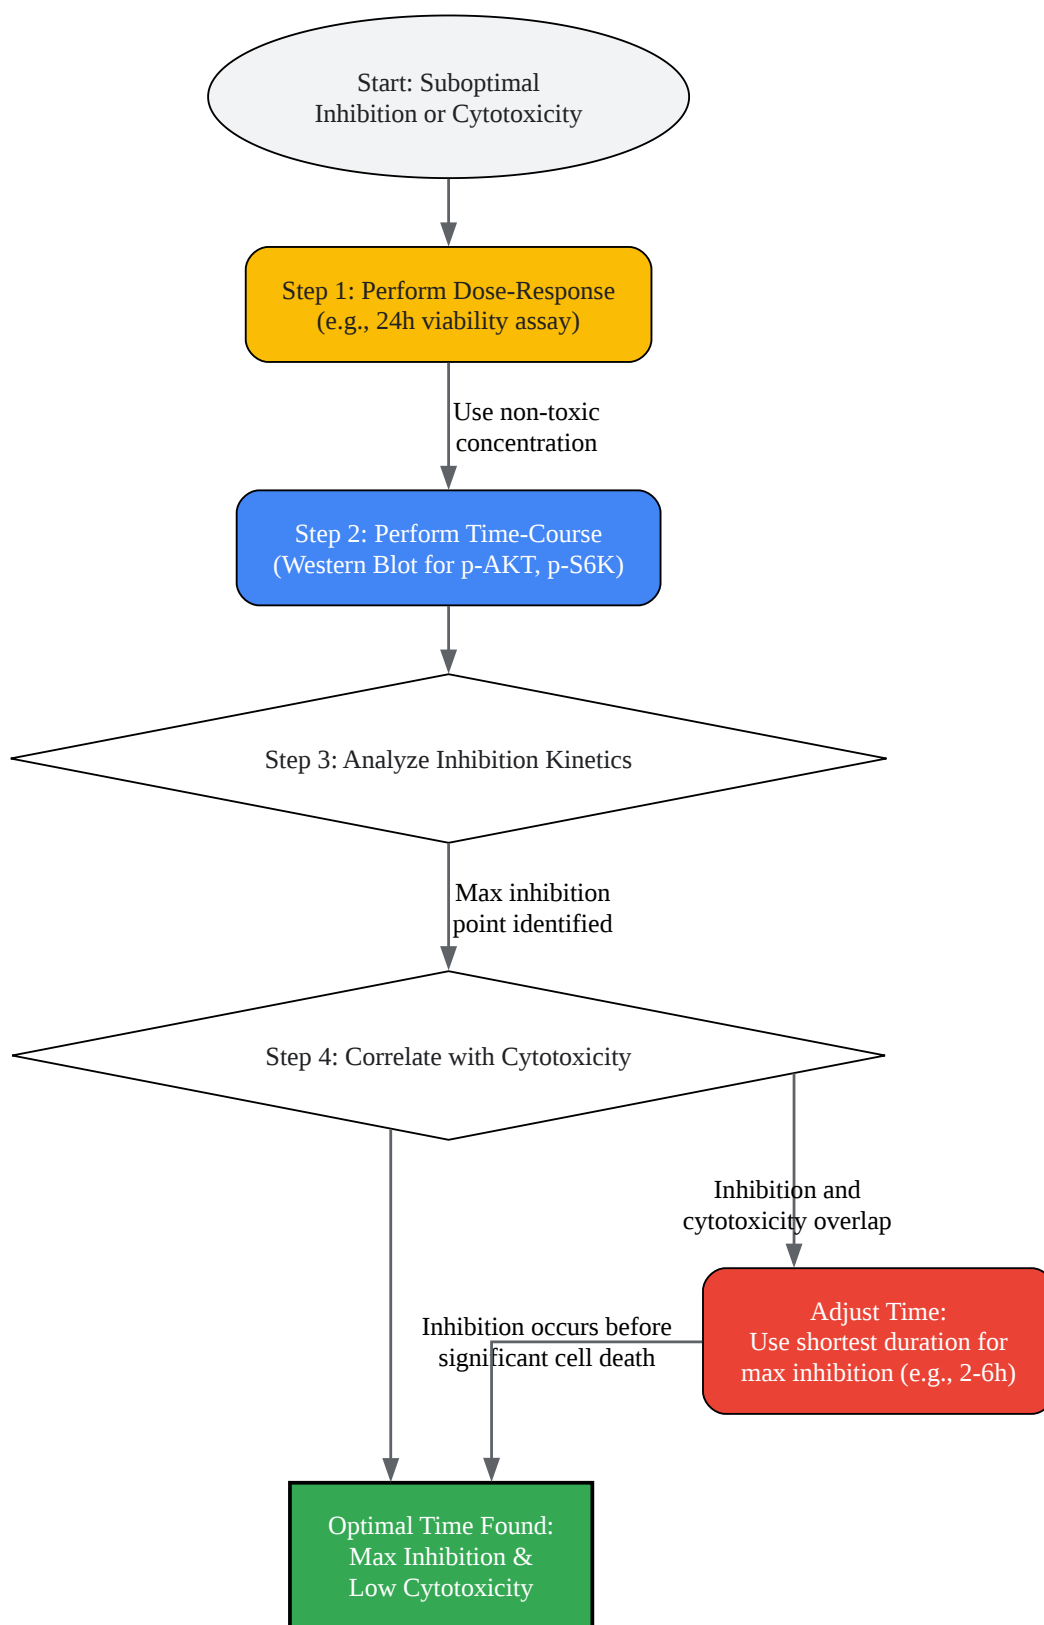 Start: Suboptimal
Inhibition or Cytotoxicity
Step 1: Perform Dose-Response
(e.g., 24h viability assay)
Use non-toxic
concentration
Step 2: Perform Time-Course
(Western Blot for p-AKT, p-S6K)
Step 3: Analyze Inhibition Kinetics
Max inhibition
point identified
Step 4: Correlate with Cytotoxicity
Inhibition and
cytotoxicity overlap
Adjust Time:
Use shortest duration for
max inhibition (e.g., 2-6h)
Inhibition occurs before
significant cell death
Optimal Time Found:
Max Inhibition &
Low Cytotoxicity